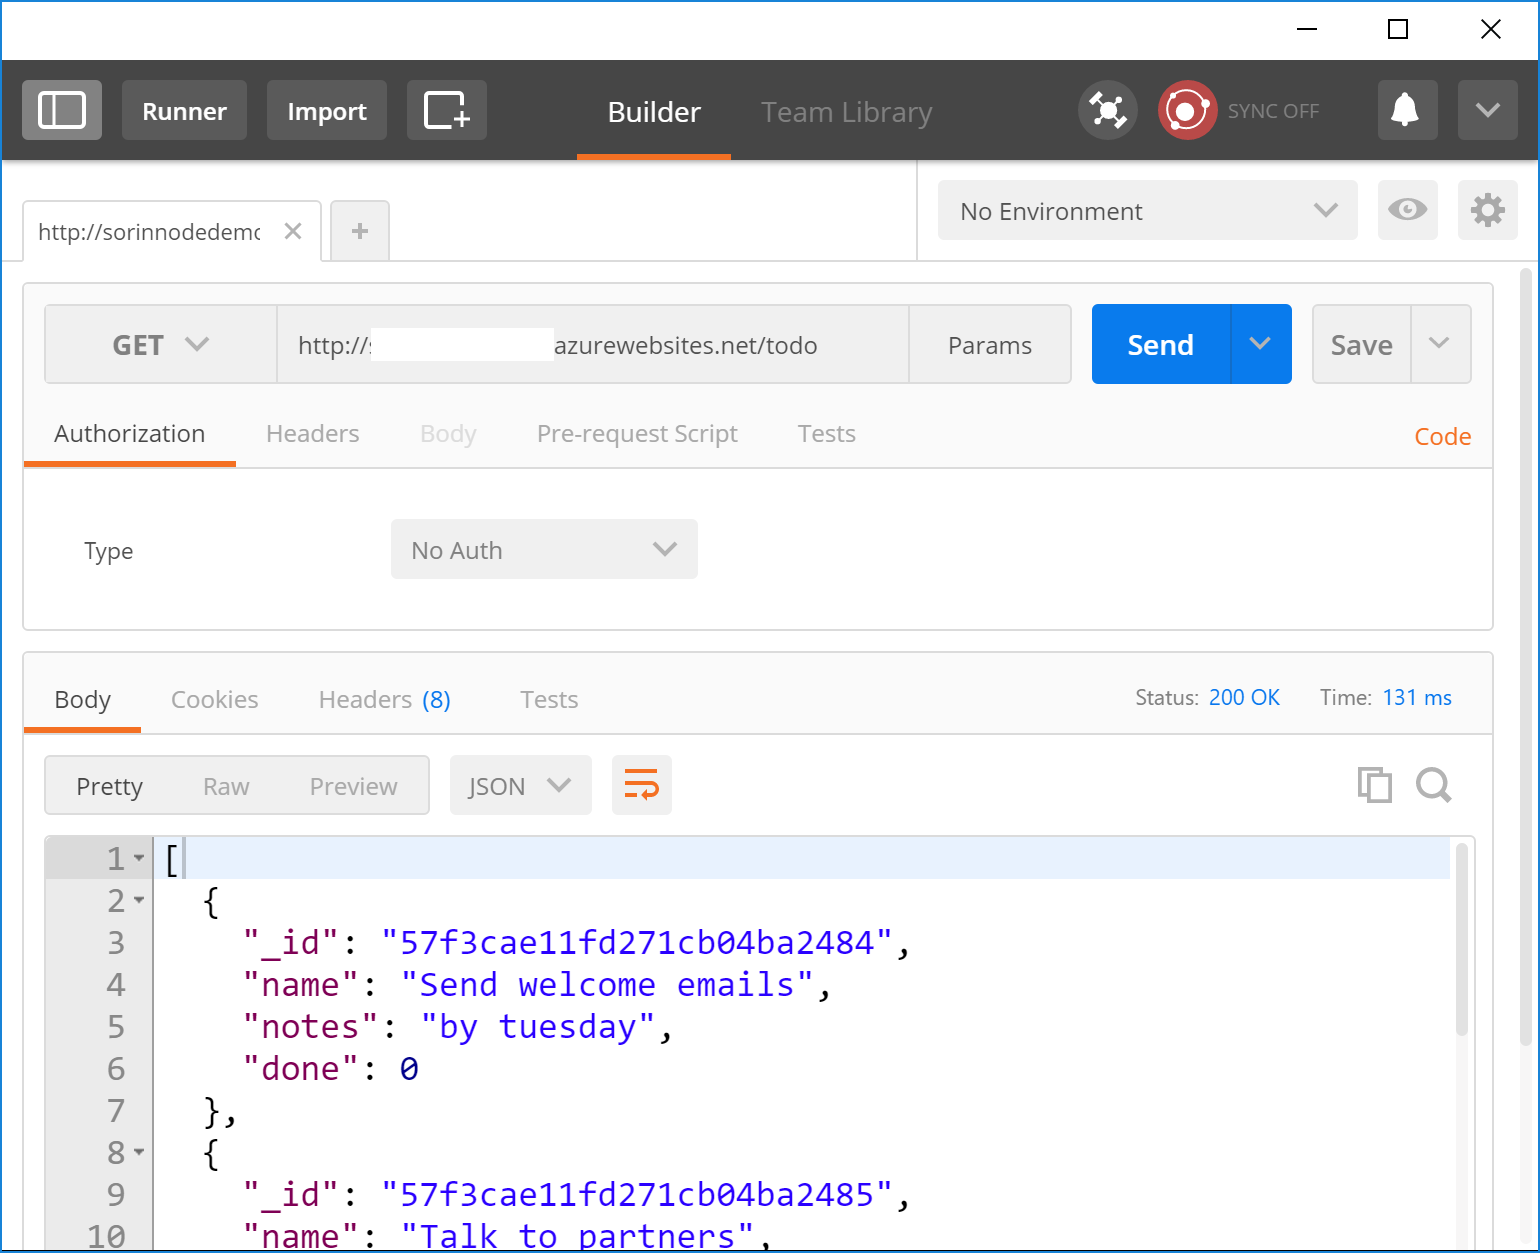 Runner Import Builder Team Library SYNC OFF
http://sorinnodedemo No Environment
GET http://s azurewebsites.net/todo Params Send Save
Authorization Headers Body Pre-request Script Tests Code
Type No Auth
Body Cookies Headers (8) Tests Status: 200 OK Time: 131 ms
Pretty Raw Preview JSON
1 [
2 {
3 "_id": "57f3cae11fd271cb04ba2484",
4 "name": "Send welcome emails",
5 "notes": "by tuesday",
6 "done": 0
7 },
8 {
9 "_id": "57f3cae11fd271cb04ba2485",
10 "name": "Talk to partners",